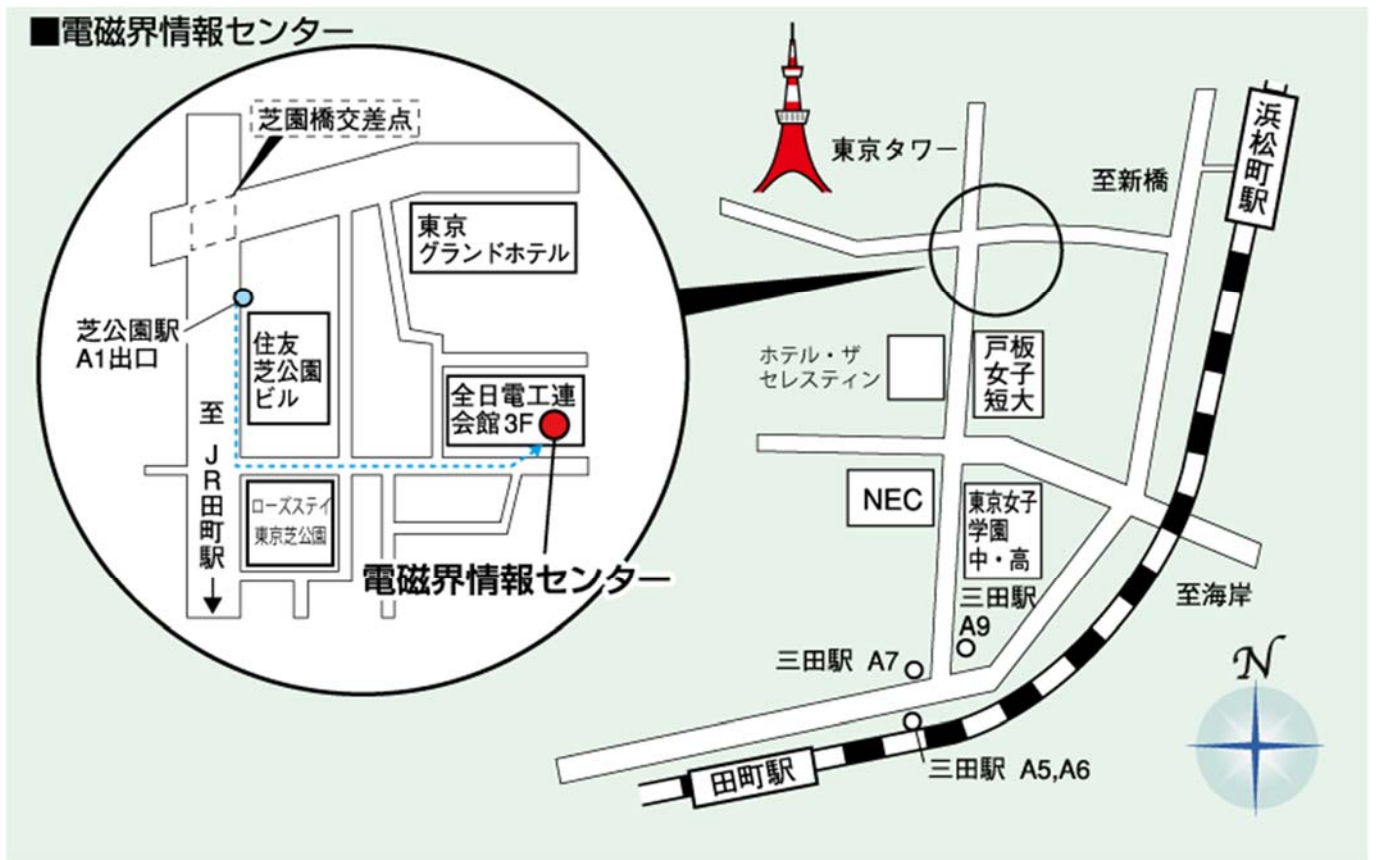 ■電磁界情報センター
芝園橋交差点
東京
グランドホテル
芝公園駅
A1出口
住友
芝公園
ビル
全日電工連
会館3F
至
JR田町駅
ローズステイ
東京芝公園
電磁界情報センター
東京タワー
至新橋
浜松町駅
ホテル・ザ
セレスティン
戸板
女子
短大
NEC
東京女子
学園
中・高
三田駅
A9
至海岸
三田駅 A7
三田駅 A5,A6
田町駅
N